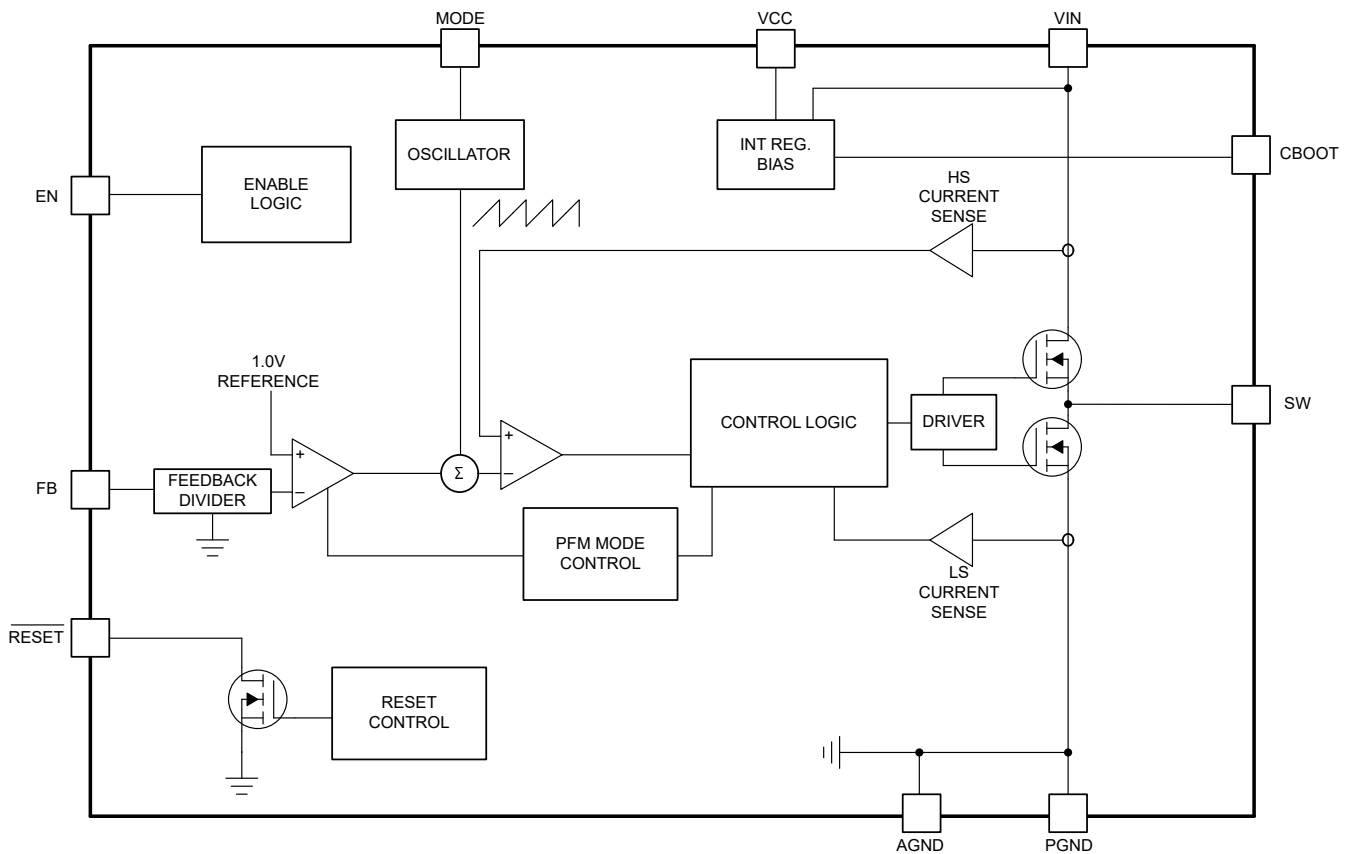 MODE
VCC
VIN
OSCILLATOR
INT REG.
BIAS
CBOOT
EN
ENABLE
LOGIC
HS
CURRENT
SENSE
1.0V
REFERENCE
+
−
Σ
+
−
CONTROL LOGIC
DRIVER
SW
FB
FEEDBACK
DIVIDER
PFM MODE
CONTROL
LS
CURRENT
SENSE
RESET
RESET
CONTROL
AGND
PGND